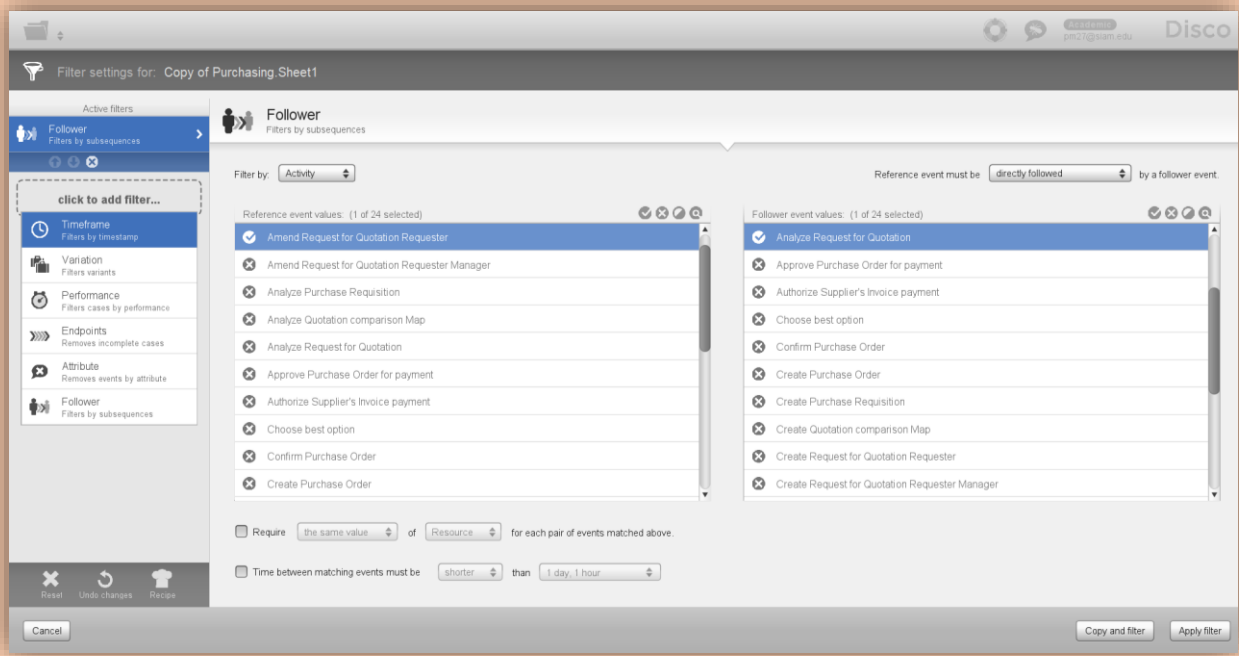 Academic
pm27@siam.edu
Disco
Filter settings for: Copy of Purchasing.Sheet1
Active filters
Follower
Filters by subsequences
click to add filter...
Timeframe
Filters by timestamp
Variation
Filters variants
Performance
Filters cases by performance
Endpoints
Removes incomplete cases
Attribute
Removes events by attribute
Follower
Filters by subsequences
Reset
Undo changes
Recipe
Follower
Filters by subsequences
Filter by: Activity
Reference event must be directly followed by a follower event.
Reference event values: (1 of 24 selected)
Amend Request for Quotation Requester
Amend Request for Quotation Requester Manager
Analyze Purchase Requisition
Analyze Quotation comparison Map
Analyze Request for Quotation
Approve Purchase Order for payment
Authorize Supplier's Invoice payment
Choose best option
Confirm Purchase Order
Create Purchase Order
Follower event values: (1 of 24 selected)
Analyze Request for Quotation
Approve Purchase Order for payment
Authorize Supplier's Invoice payment
Choose best option
Confirm Purchase Order
Create Purchase Order
Create Purchase Requisition
Create Quotation comparison Map
Create Request for Quotation Requester
Create Request for Quotation Requester Manager
Require the same value of Resource for each pair of events matched above.
Time between matching events must be shorter than 1 day, 1 hour
Cancel
Copy and filter
Apply filter